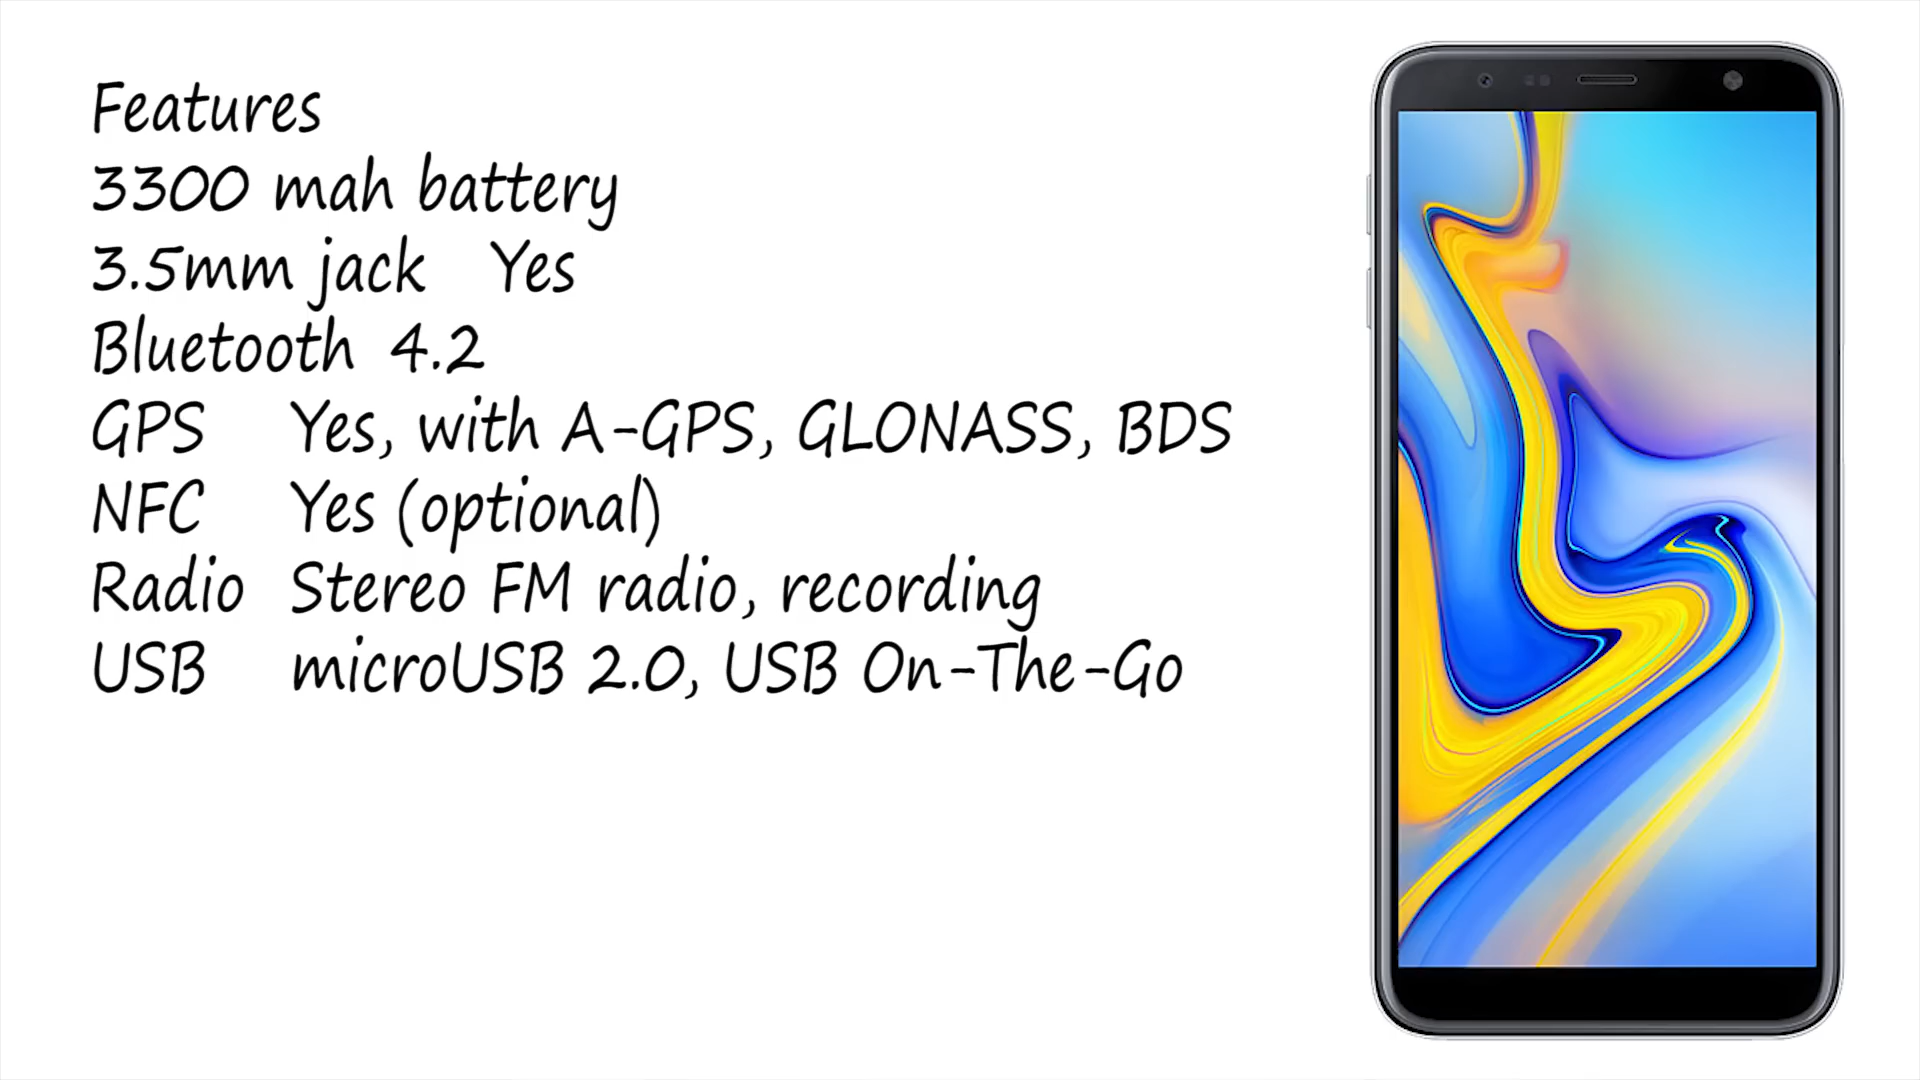 Features
3300 mah battery
3.5mm jack Yes
Bluetooth 4.2
GPS Yes, with A-GPS, GLONASS, BDS
NFC Yes (optional)
Radio Stereo FM radio, recording
USB microUSB 2.0, USB On-The-Go